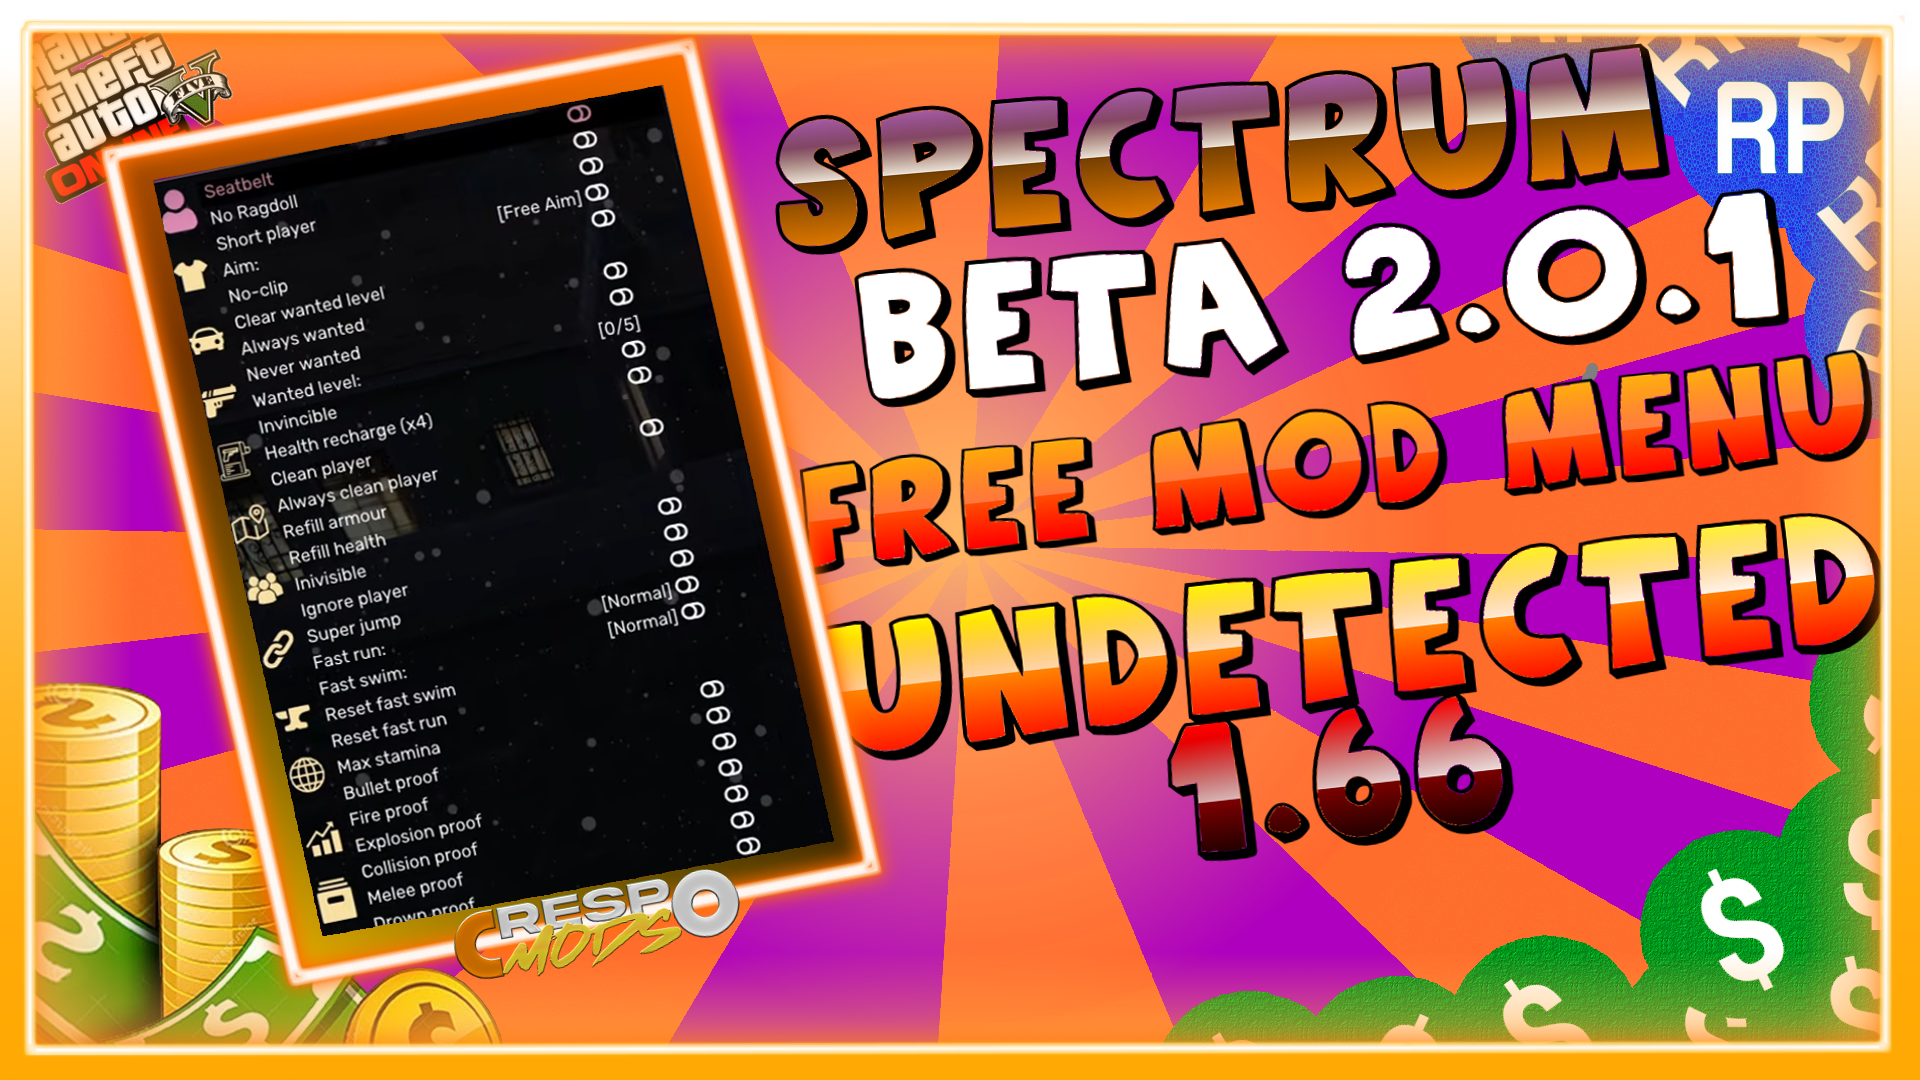 theft
auto
FIVE
Seatbelt
No Ragdoll
Short player
Aim: [Free Aim]
No-clip
Clear wanted level
Always wanted
Never wanted
Wanted level: [0/5]
Invincible
Health recharge (x4)
Clean player
Always clean player
Refill armour
Refill health
Inivisible
Ignore player
Super jump
Fast run: [Normal]
Fast swim: [Normal]
Reset fast swim
Reset fast run
Max stamina
Bullet proof
Fire proof
Explosion proof
Collision proof
Melee proof
Drown proof
CRESPO
MODS
SPECTRUM
BETA 2.0.1
FREE MOD MENU
UNDETECTED
1.66
RP
$
$
$